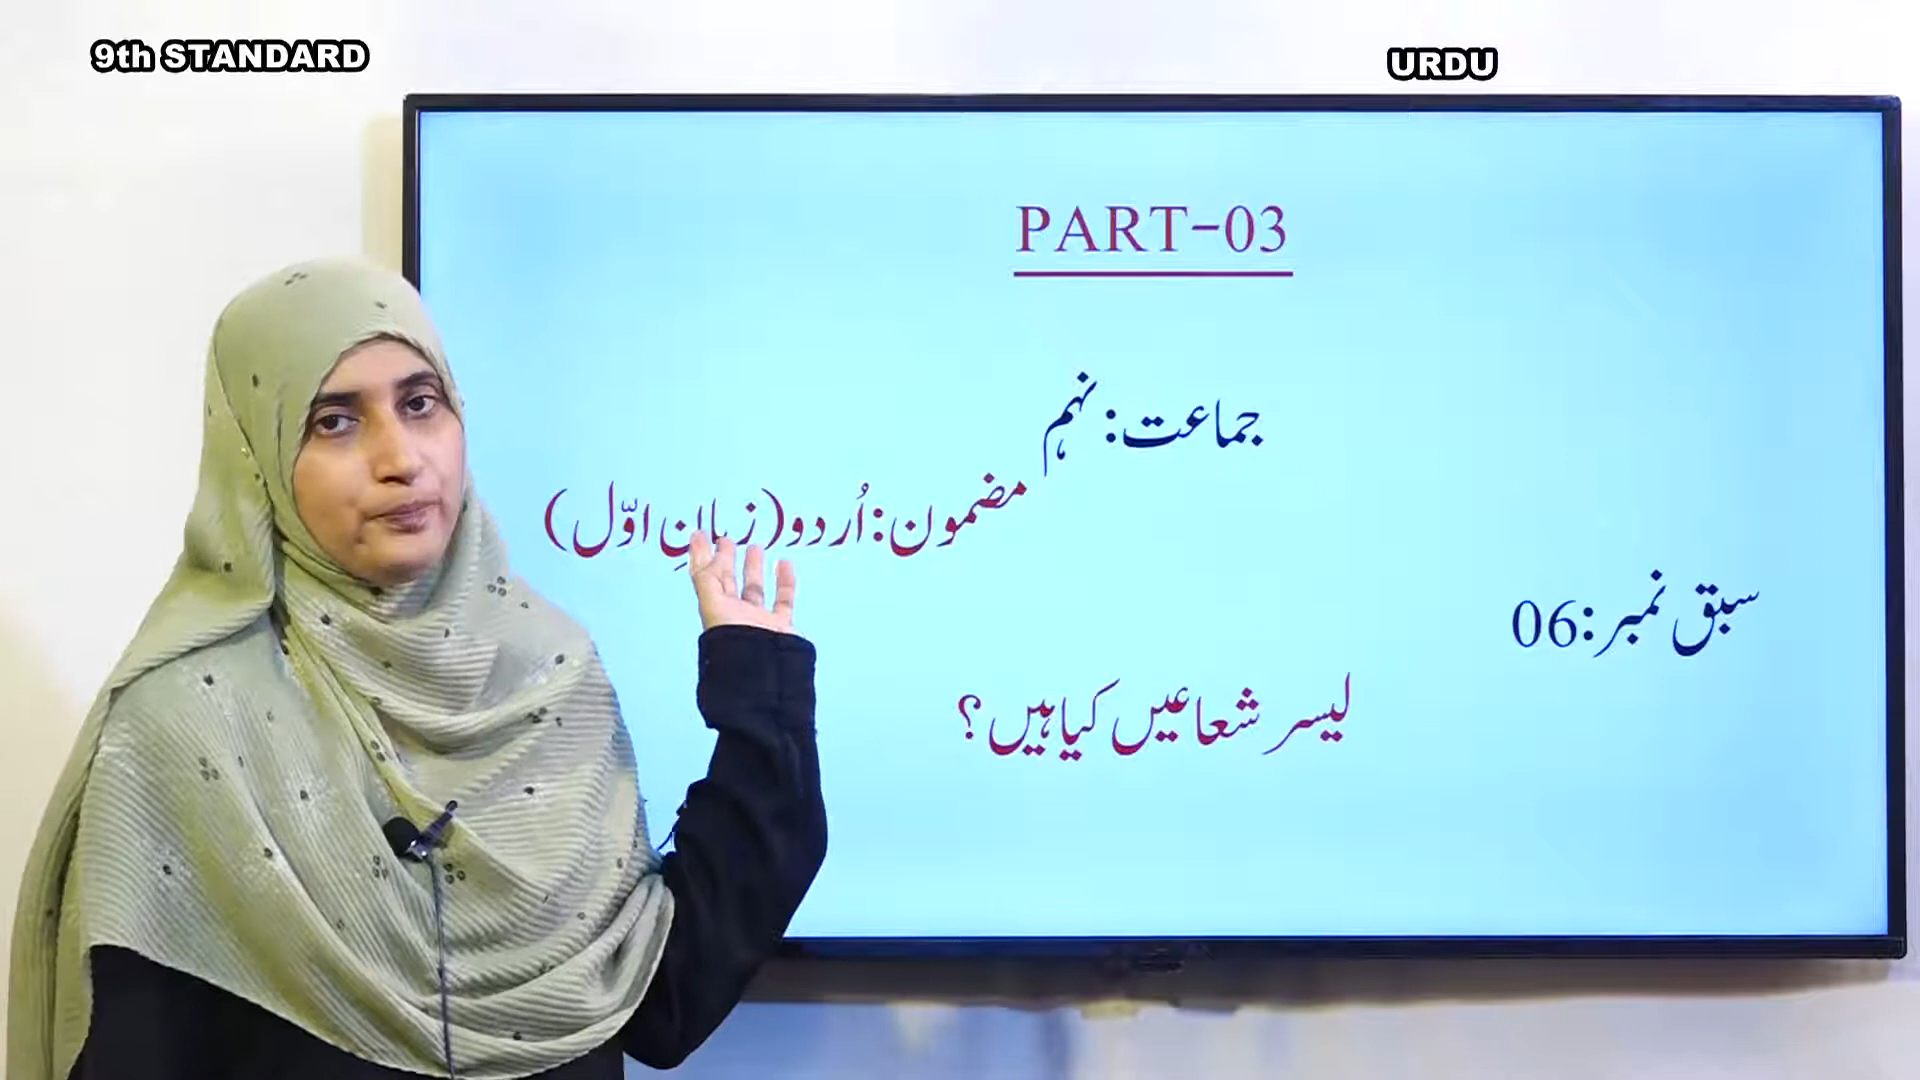 9th STANDARD
URDU
PART-03
جماعت: نہم
مضمون: اُردو (زبانِ اوّل)
سبق نمبر: 06
لیسر شعاعیں کیا ہیں؟